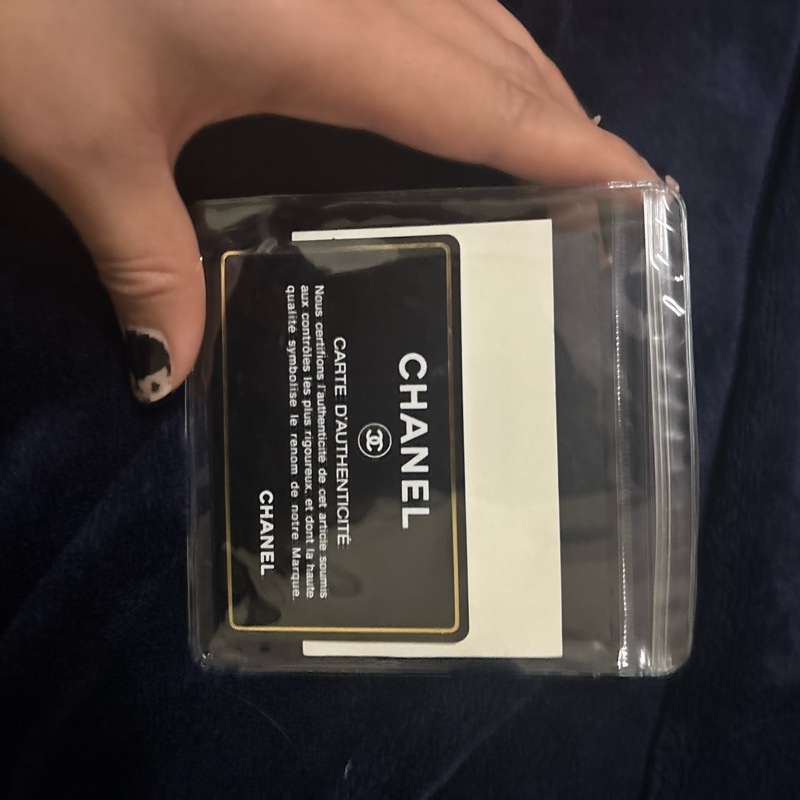 CHANEL
CARTE D'AUTHENTICITÉ:
Nous certifions l'authenticité de cet article soumis
aux contrôles les plus rigoureux, et dont la haute
qualité symbolise le renom de notre Marque.
CHANEL